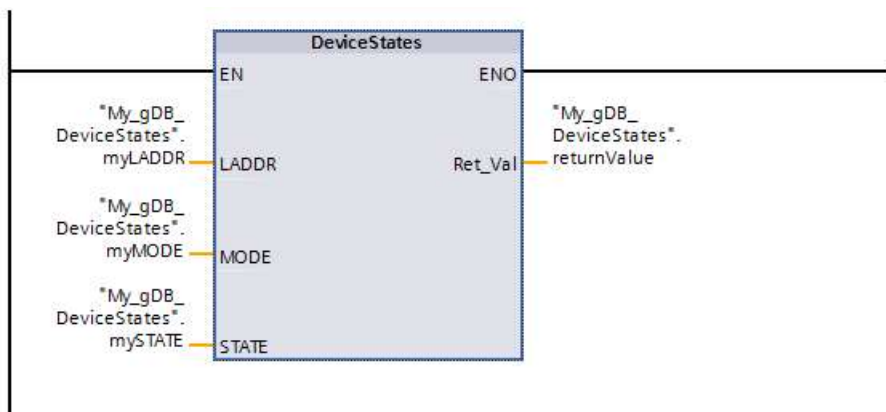 DeviceStates
EN
ENO
"My_gDB_
DeviceStates".
myLADDR
LADDR
Ret_Val
"My_gDB_
DeviceStates".
returnValue
"My_gDB_
DeviceStates".
myMODE
MODE
"My_gDB_
DeviceStates".
mySTATE
STATE